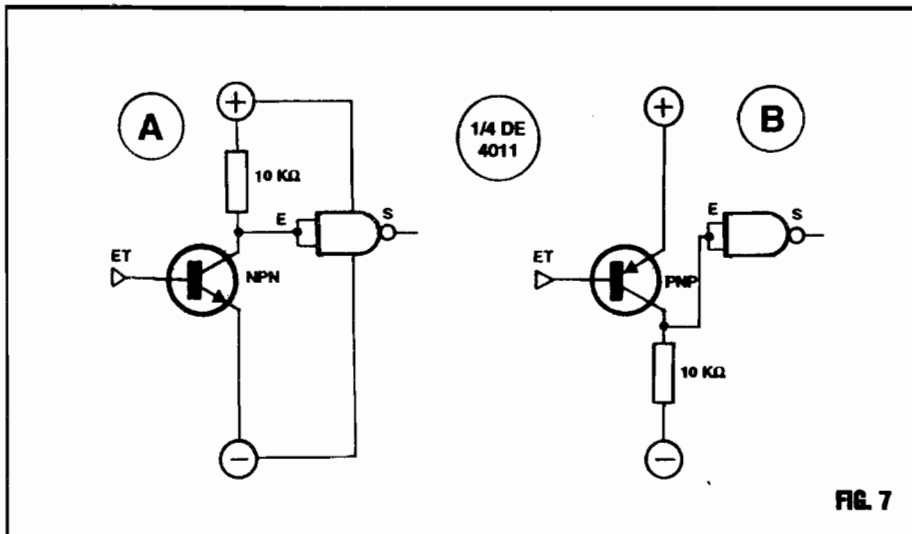 A
+
10 KΩ
E
S
ET
NPN
−
1/4 DE
4011
B
+
E
S
ET
PNP
10 KΩ
−
FIG. 7